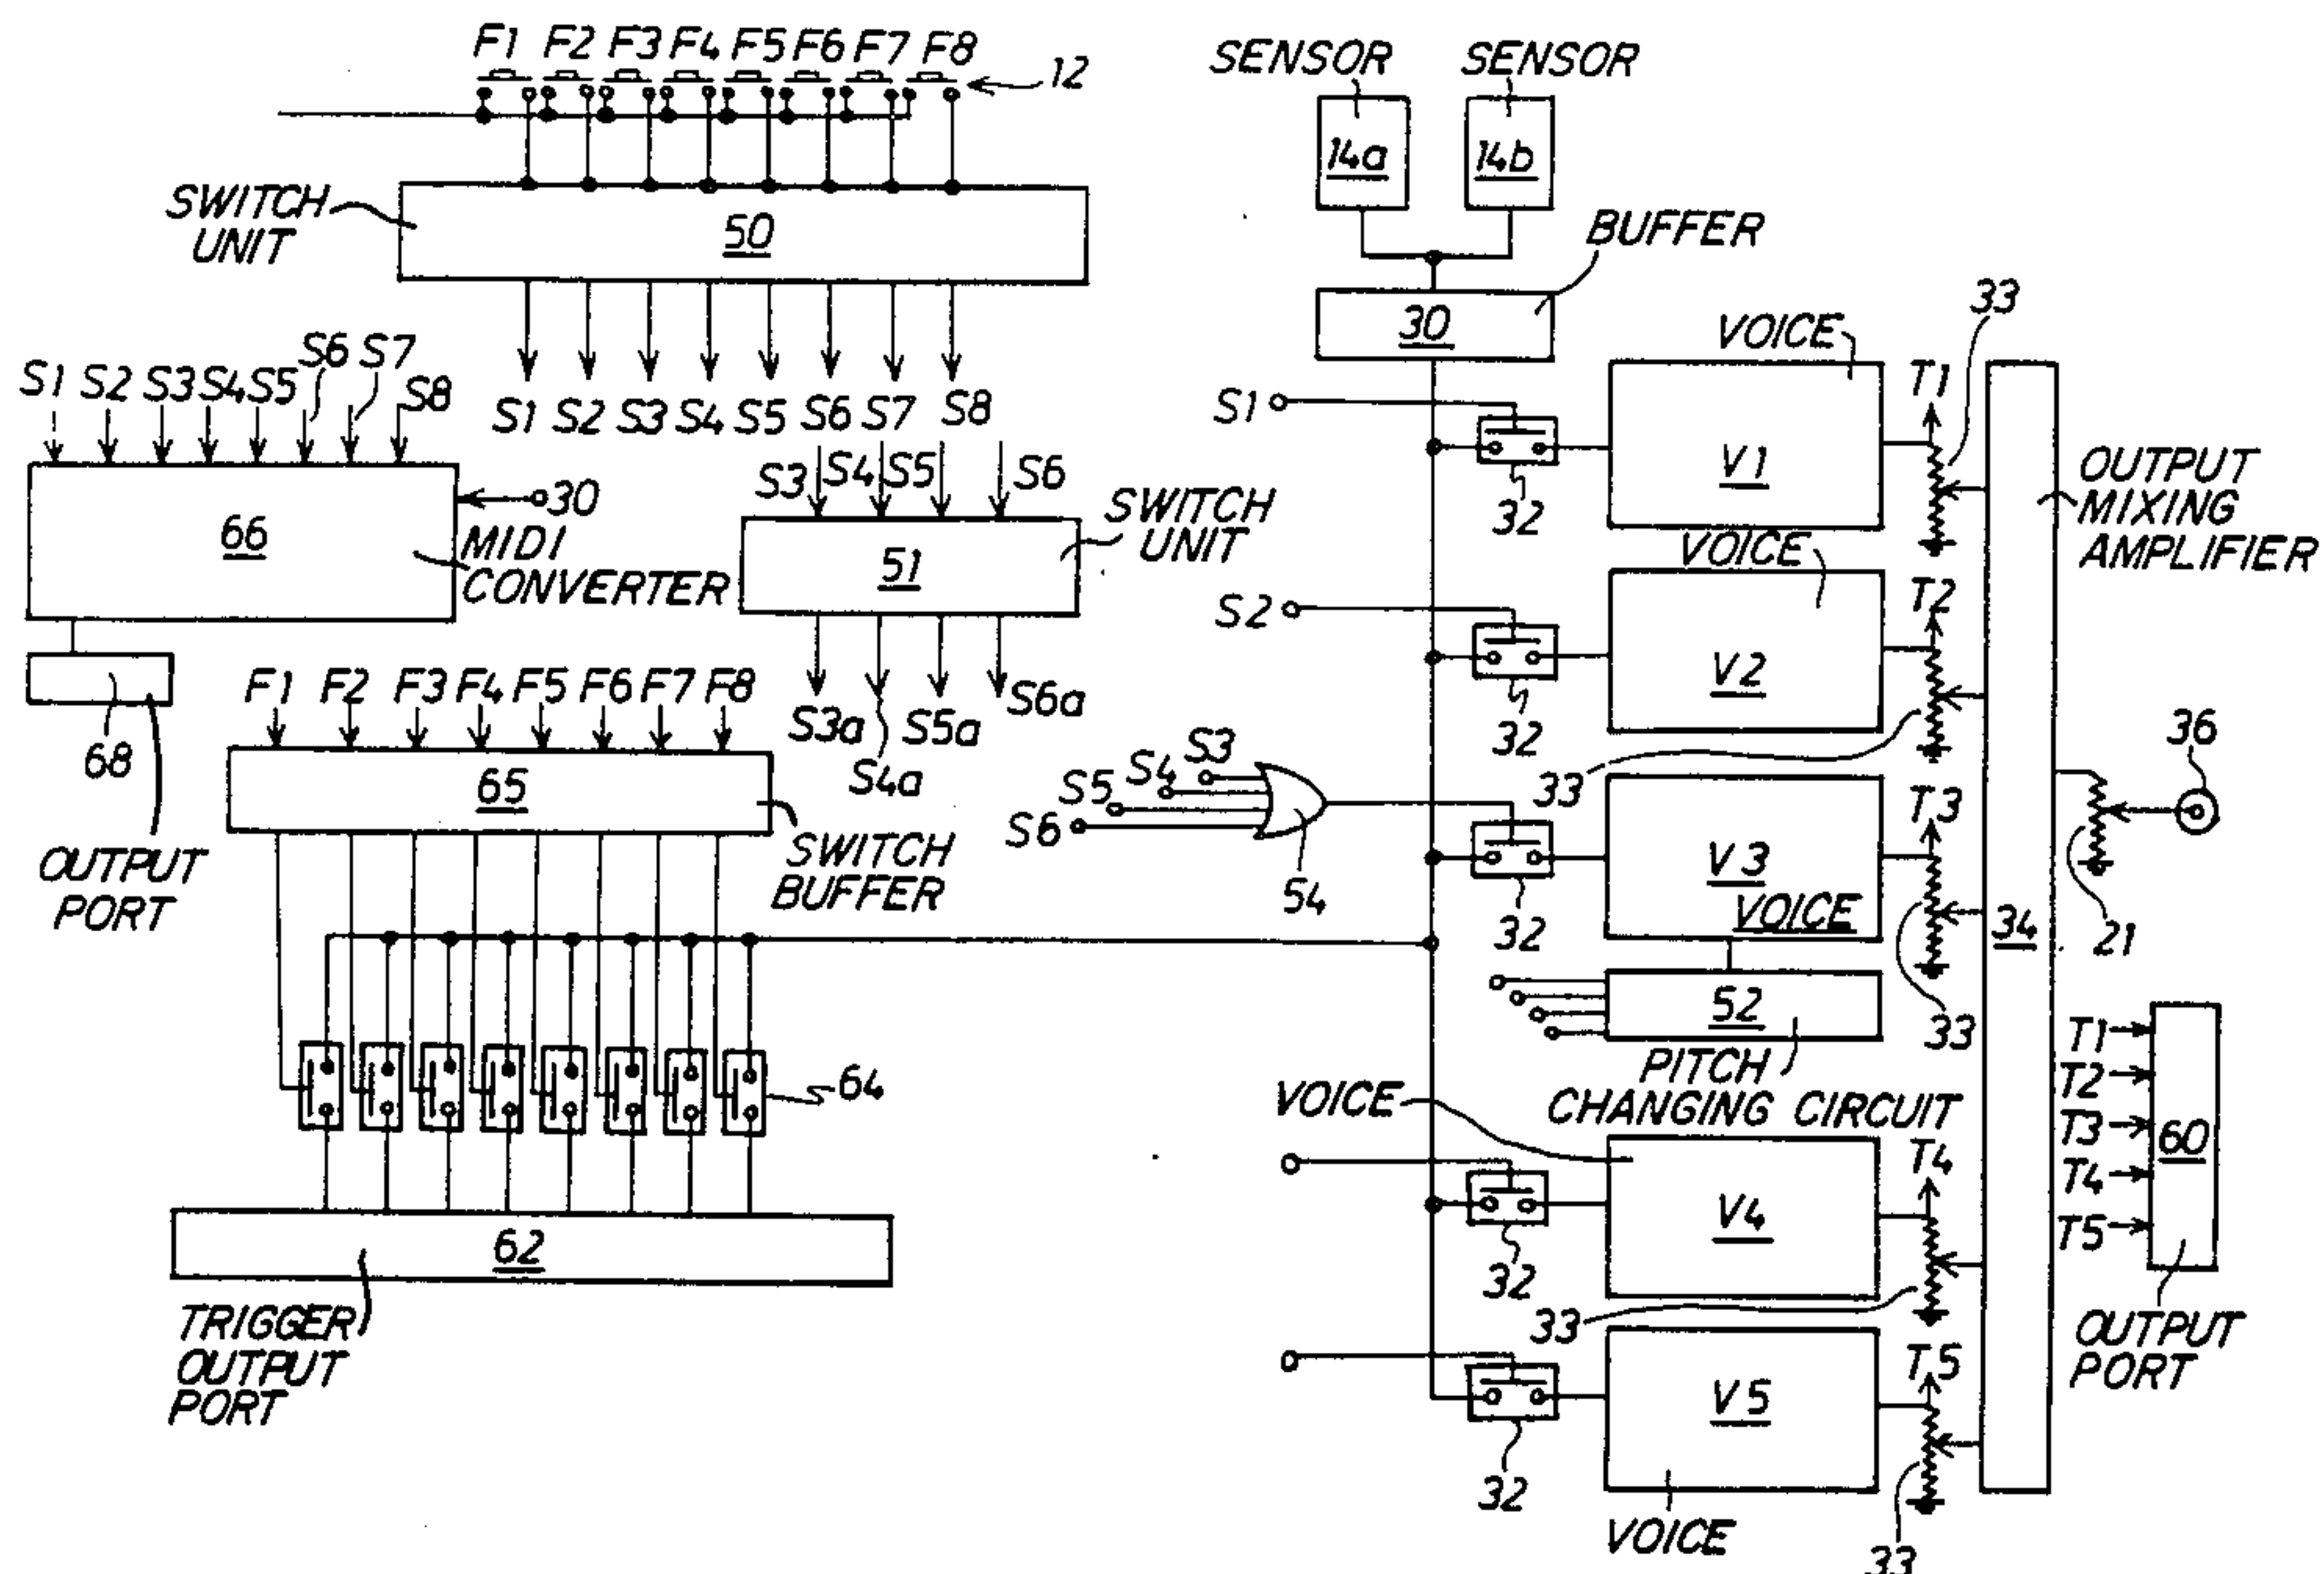 F1 F2 F3 F4 F5 F6 F7 F8
12
SWITCH
UNIT
50
S1 S2 S3 S4 S5 S6 S7 S8
S1 S2 S3 S4 S5 S6 S7 S8
66
30
MIDI
CONVERTER
68
OUTPUT
PORT
S3 S4 S5 S6
51
SWITCH
UNIT
S3a S4a S5a S6a
F1 F2 F3 F4 F5 F6 F7 F8
65
SWITCH
BUFFER
64
62
TRIGGER
OUTPUT
PORT
SENSOR SENSOR
14a 14b
BUFFER
30
S1
32
VOICE
V1
T1
33
S2
32
VOICE
V2
T2
33
S3
S4
S5
S6
54
32
V3
VOICE
T3
33
52
PITCH
CHANGING CIRCUIT
VOICE
32
V4
T4
33
32
V5
VOICE
T5
33
OUTPUT
MIXING
AMPLIFIER
34
36
21
T1
T2
T3
T4
T5
60
OUTPUT
PORT